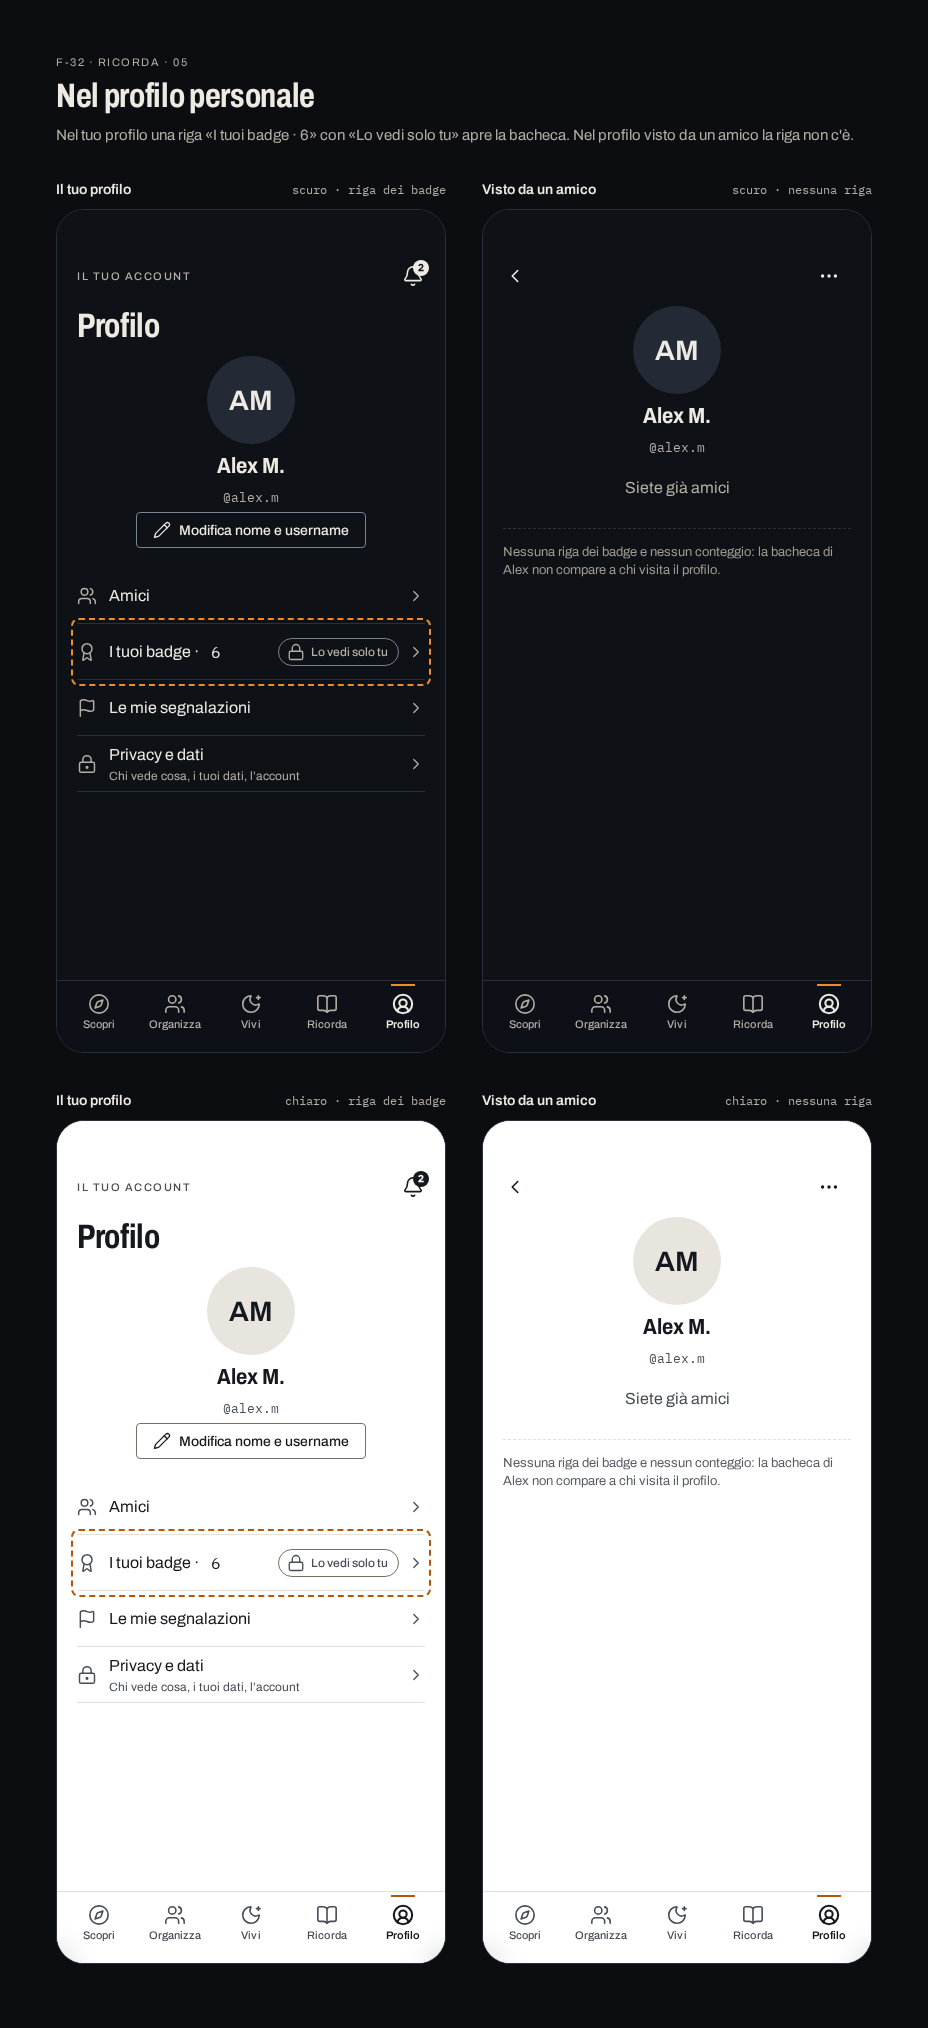 F-32 · RICORDA · 05
Nel profilo personale
Nel tuo profilo una riga «I tuoi badge · 6» con «Lo vedi solo tu» apre la bacheca. Nel profilo visto da un amico la riga non c'è.
Il tuo profilo
scuro · riga dei badge
IL TUO ACCOUNT
2
Profilo
AM
Alex M.
@alex.m
Modifica nome e username
Amici
I tuoi badge · 6
Lo vedi solo tu
Le mie segnalazioni
Privacy e dati
Chi vede cosa, i tuoi dati, l'account
Scopri
Organizza
Vivi
Ricorda
Profilo
Visto da un amico
scuro · nessuna riga
AM
Alex M.
@alex.m
Siete già amici
Nessuna riga dei badge e nessun conteggio: la bacheca di
Alex non compare a chi visita il profilo.
Scopri
Organizza
Vivi
Ricorda
Profilo
Il tuo profilo
chiaro · riga dei badge
IL TUO ACCOUNT
2
Profilo
AM
Alex M.
@alex.m
Modifica nome e username
Amici
I tuoi badge · 6
Lo vedi solo tu
Le mie segnalazioni
Privacy e dati
Chi vede cosa, i tuoi dati, l'account
Scopri
Organizza
Vivi
Ricorda
Profilo
Visto da un amico
chiaro · nessuna riga
AM
Alex M.
@alex.m
Siete già amici
Nessuna riga dei badge e nessun conteggio: la bacheca di
Alex non compare a chi visita il profilo.
Scopri
Organizza
Vivi
Ricorda
Profilo